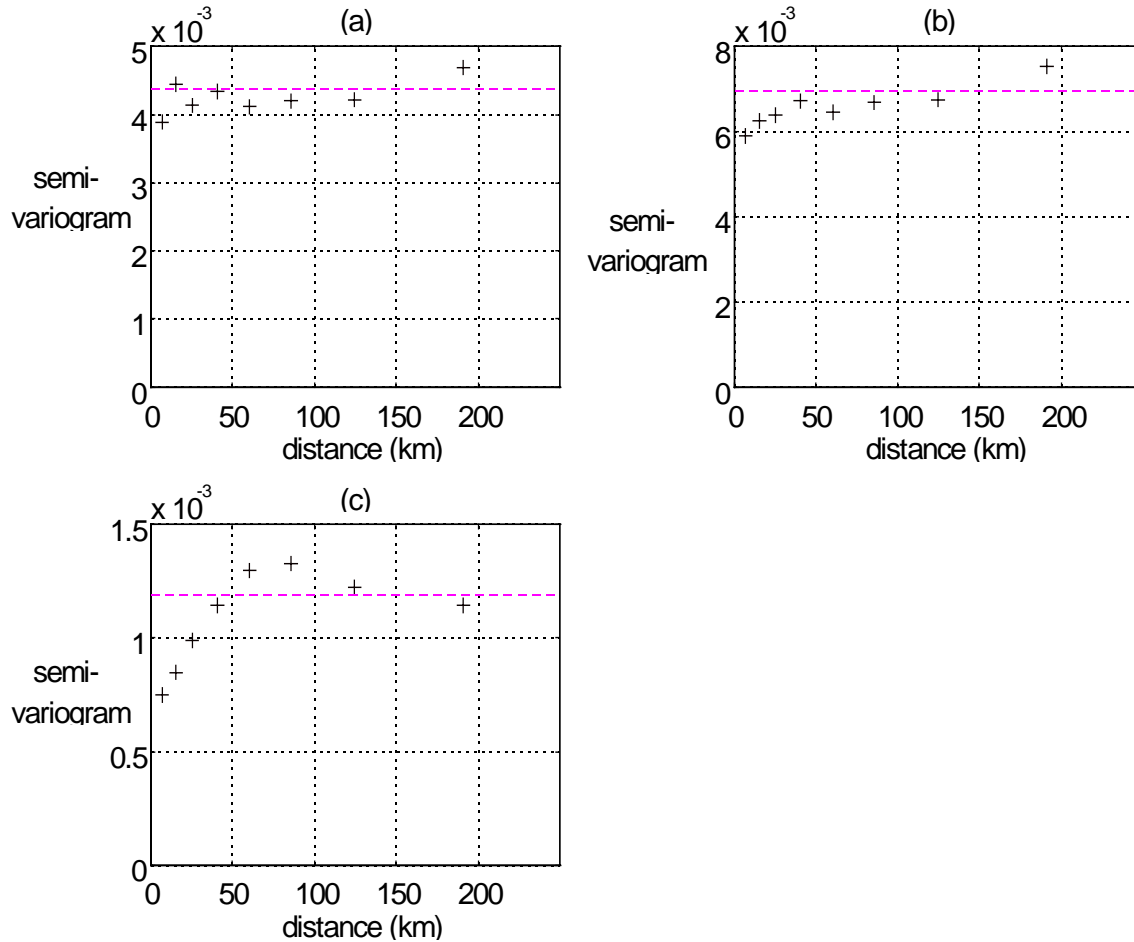 (a)
x 10-3
5
4
3
2
1
0
semi-
variogram
0 50 100 150 200
distance (km)
(b)
x 10-3
8
6
4
2
0
semi-
variogram
0 50 100 150 200
distance (km)
(c)
x 10-3
1.5
1
0.5
0
semi-
variogram
0 50 100 150 200
distance (km)